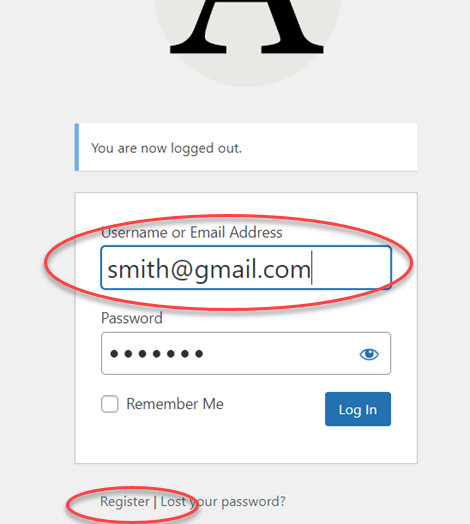 A
You are now logged out.
Username or Email Address
smith@gmail.com
Password
•••••••
Remember Me
Log In
Register | Lost your password?